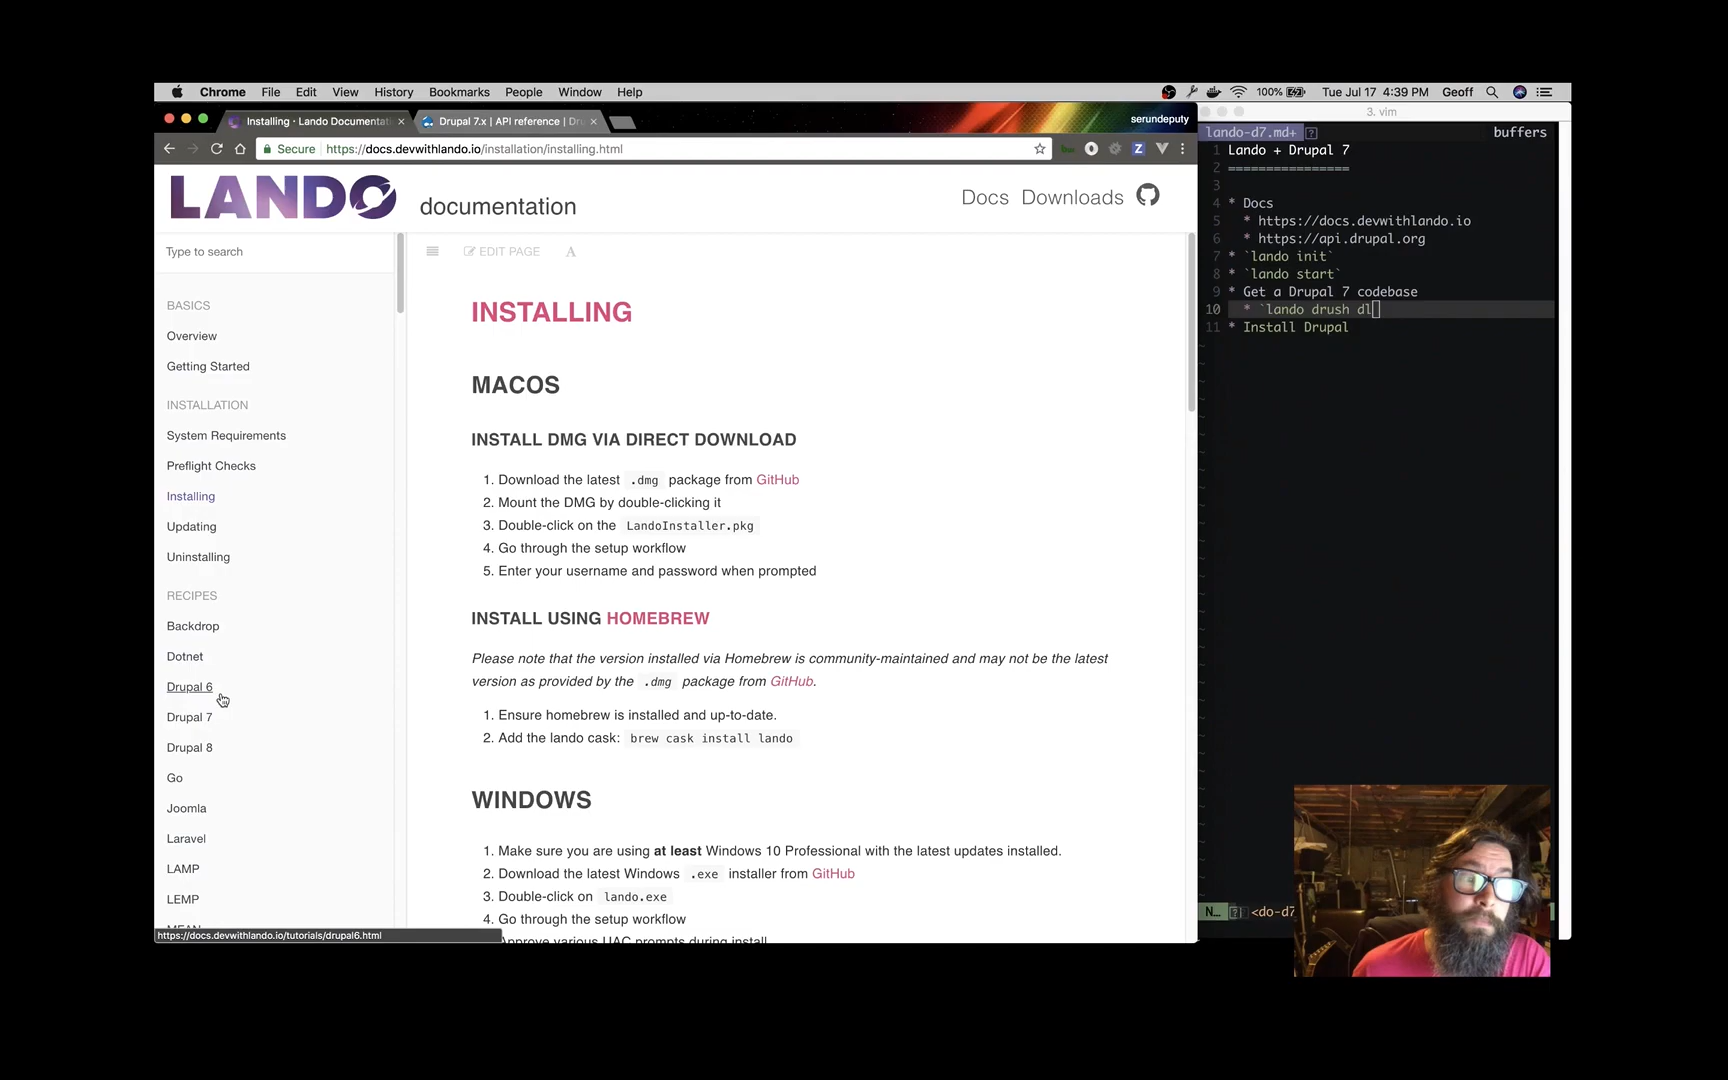 Chrome File Edit View History Bookmarks People Window Help
100% Tue Jul 17 4:39 PM Geoff
Installing · Lando Documentati
Drupal 7.x | API reference | Dru
serundeputy
Secure https://docs.devwithlando.io/installation/installing.html
LANDO documentation
Docs Downloads
Type to search
EDIT PAGE A
BASICS
Overview
Getting Started
INSTALLATION
System Requirements
Preflight Checks
Installing
Updating
Uninstalling
RECIPES
Backdrop
Dotnet
Drupal 6
Drupal 7
Drupal 8
Go
Joomla
Laravel
LAMP
LEMP
MEAN
https://docs.devwithlando.io/tutorials/drupal6.html
INSTALLING
MACOS
INSTALL DMG VIA DIRECT DOWNLOAD
1. Download the latest .dmg package from GitHub
2. Mount the DMG by double-clicking it
3. Double-click on the LandoInstaller.pkg
4. Go through the setup workflow
5. Enter your username and password when prompted
INSTALL USING HOMEBREW
Please note that the version installed via Homebrew is community-maintained and may not be the latest
version as provided by the .dmg package from GitHub.
1. Ensure homebrew is installed and up-to-date.
2. Add the lando cask: brew cask install lando
WINDOWS
1. Make sure you are using at least Windows 10 Professional with the latest updates installed.
2. Download the latest Windows .exe installer from GitHub
3. Double-click on lando.exe
4. Go through the setup workflow
Approve various UAC prompts during install
3. vim
lando-d7.md+ buffers
1 Lando + Drupal 7
2 ================
3
4 * Docs
5 * https://docs.devwithlando.io
6 * https://api.drupal.org
7 * `lando init`
8 * `lando start`
9 * Get a Drupal 7 codebase
10 * `lando drush dl
11 * Install Drupal
N… <do-d7